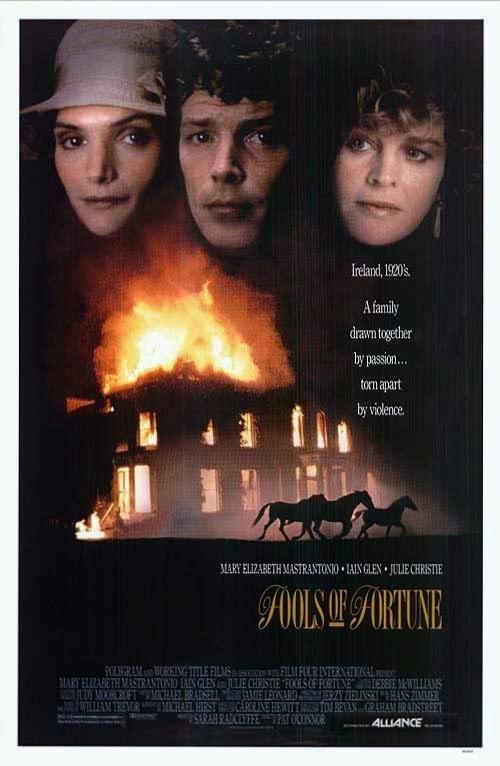 Ireland, 1920's.
A family
drawn together
by passion...
torn apart
by violence.
MARY ELIZABETH MASTRANTONIO • IAIN GLEN • JULIE CHRISTIE
FOOLS OF FORTUNE
POLYGRAM AND WORKING TITLE FILMS IN ASSOCIATION WITH FILM FOUR INTERNATIONAL PRESENT
MARY ELIZABETH MASTRANTONIO IAIN GLEN AND JULIE CHRISTIE "FOOLS OF FORTUNE" DEBBIE McWILLIAMS
JUDY MOORCROFT MICHAEL BRADSELL JAMIE LEONARD JERZY ZIELINSKI HANS ZIMMER
WILLIAM TREVOR MICHAEL HIRST CAROLINE HEWITT TIM BEVAN GRAHAM BRADSTREET
SARAH RADCLYFFE PAT O'CONNOR
DISTRIBUTED BY ALLIANCE RELEASING